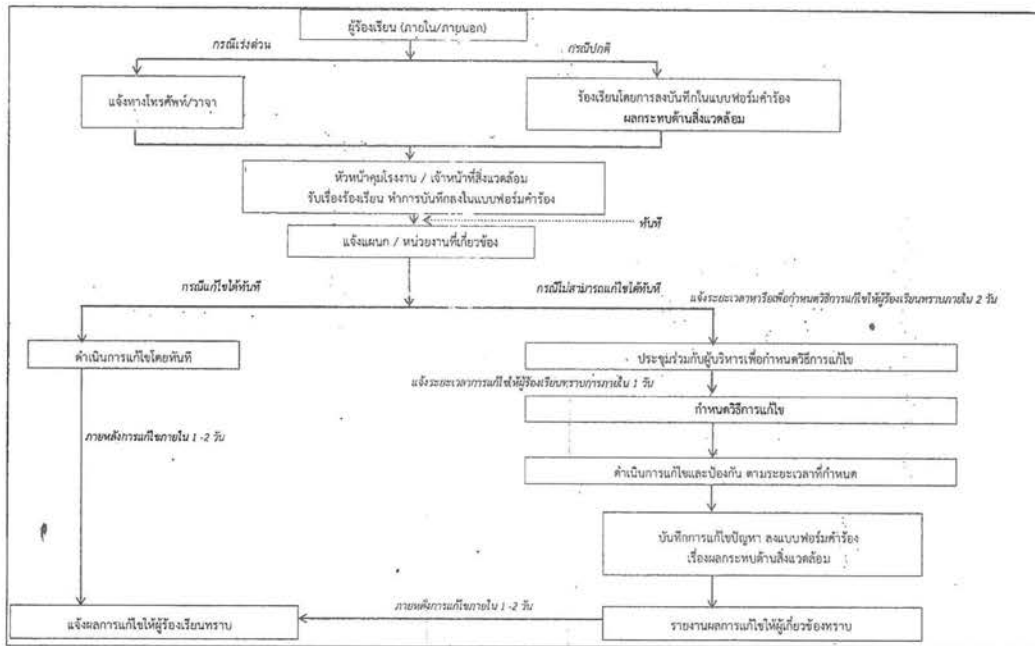 ผู้ร้องเรียน (ภายใน/ภายนอก)
กรณีเร่งด่วน
กรณีปกติ
แจ้งทางโทรศัพท์/วาจา
ร้องเรียนโดยการลงบันทึกในแบบฟอร์มคำร้อง
ผลกระทบด้านสิ่งแวดล้อม
หัวหน้าคุมโรงงาน / เจ้าหน้าที่สิ่งแวดล้อม
รับเรื่องร้องเรียน ทำการบันทึกลงในแบบฟอร์มคำร้อง
ทันที
แจ้งแผนก / หน่วยงานที่เกี่ยวข้อง
กรณีแก้ไขได้ทันที
กรณีไม่สามารถแก้ไขได้ทันที
แจ้งระยะเวลาหารือเพื่อกำหนดวิธีการแก้ไขให้ผู้ร้องเรียนทราบภายใน 2 วัน
ดำเนินการแก้ไขโดยทันที
ประชุมร่วมกับผู้บริหารเพื่อกำหนดวิธีการแก้ไข
แจ้งระยะเวลาการแก้ไขให้ผู้ร้องเรียนทราบการภายใน 1 วัน
กำหนดวิธีการแก้ไข
ภายหลังการแก้ไขภายใน 1 -2 วัน
ดำเนินการแก้ไขและป้องกัน ตามระยะเวลาที่กำหนด
บันทึกการแก้ไขปัญหา ลงแบบฟอร์มคำร้อง
เรื่องผลกระทบด้านสิ่งแวดล้อม
ภายหลังการแก้ไขภายใน 1 -2 วัน
แจ้งผลการแก้ไขให้ผู้ร้องเรียนทราบ
รายงานผลการแก้ไขให้ผู้เกี่ยวข้องทราบ